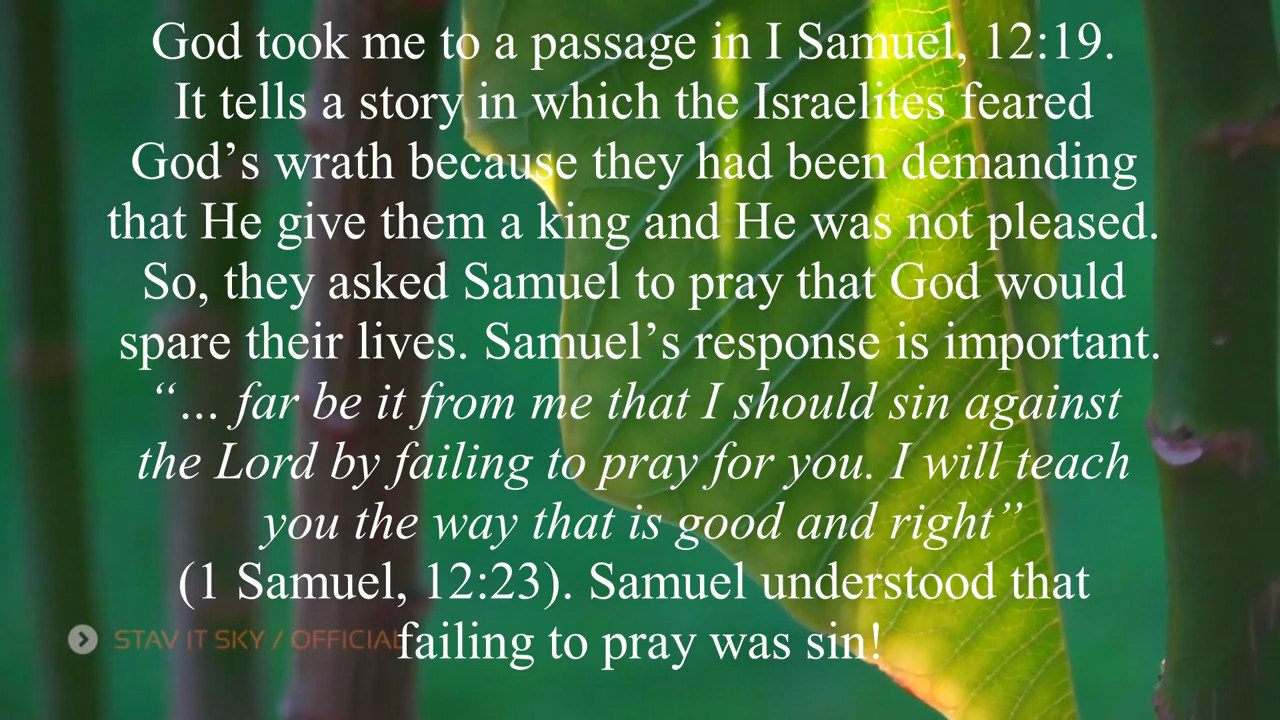 God took me to a passage in I Samuel, 12:19.
It tells a story in which the Israelites feared
God’s wrath because they had been demanding
that He give them a king and He was not pleased.
So, they asked Samuel to pray that God would
spare their lives. Samuel’s response is important.
“... far be it from me that I should sin against
the Lord by failing to pray for you. I will teach
you the way that is good and right”
(1 Samuel, 12:23). Samuel understood that
failing to pray was sin!
STAV IT SKY / OFFICIAL